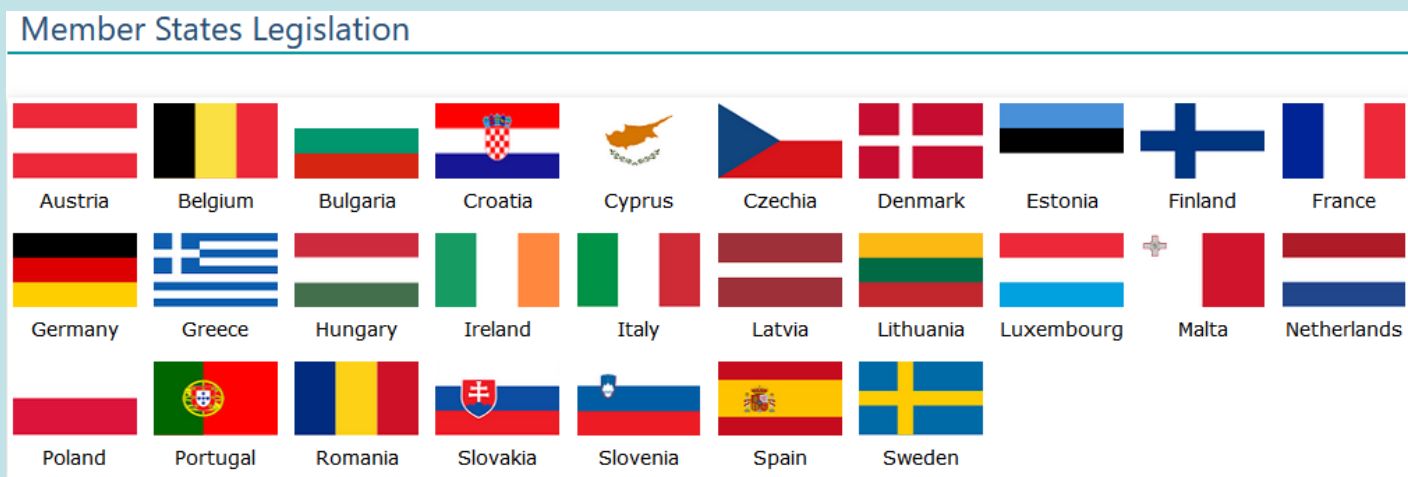 Member States Legislation
Austria Belgium Bulgaria Croatia Cyprus Czechia Denmark Estonia Finland France
Germany Greece Hungary Ireland Italy Latvia Lithuania Luxembourg Malta Netherlands
Poland Portugal Romania Slovakia Slovenia Spain Sweden